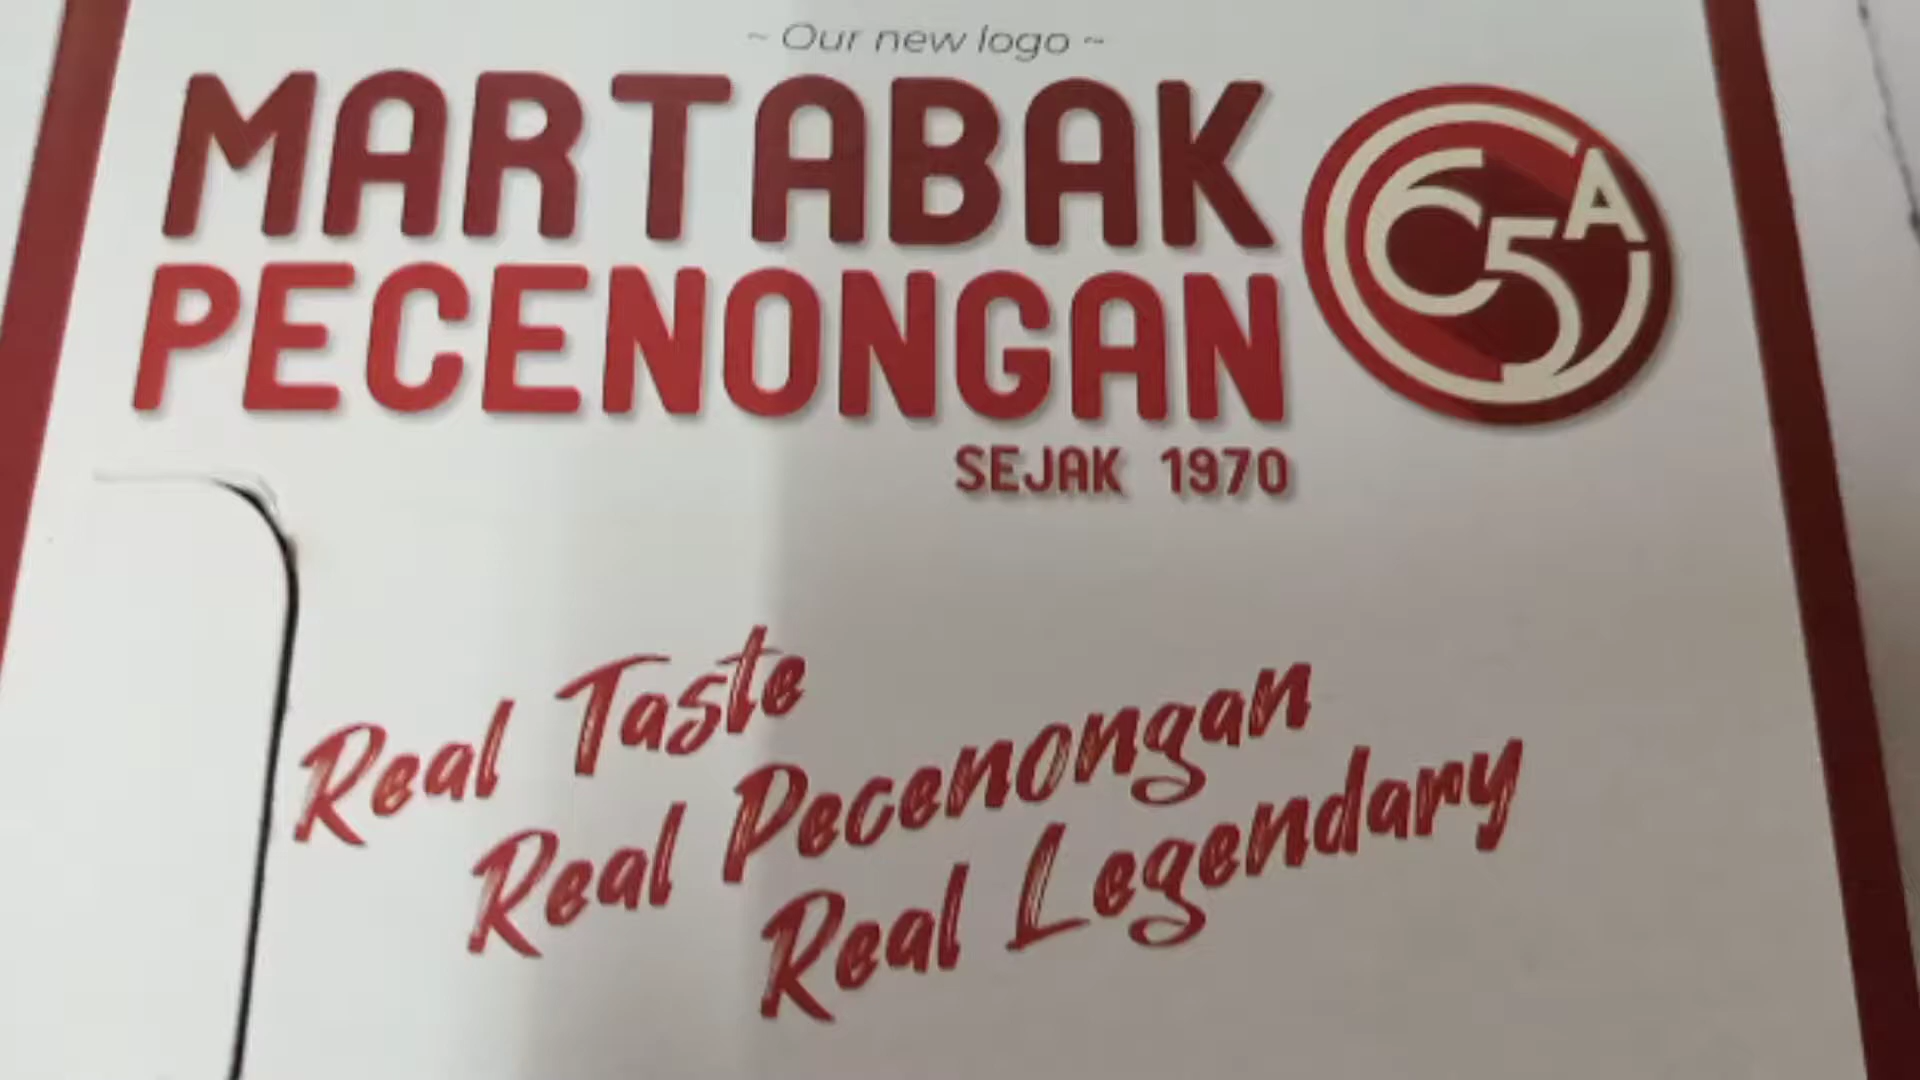 ~ Our new logo ~
MARTABAK
PECENONGAN
65A
SEJAK 1970
Real Taste
Real Pecenongan
Real Legendary